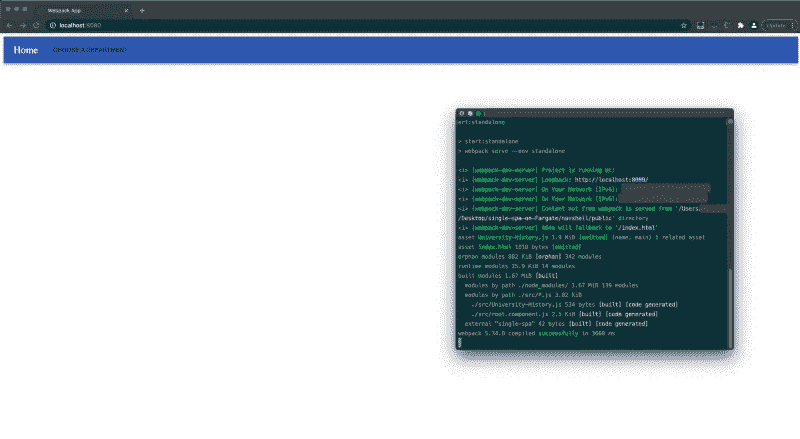 Webpack App
localhost:8080
Update
Home CHOOSE A DEPARTMENT
art:standalone
> start:standalone
> webpack serve --env standalone
<i> [webpack-dev-server] Project is running at:
<i> [webpack-dev-server] Loopback: http://localhost:8080/
<i> [webpack-dev-server] On Your Network (IPv4):
<i> [webpack-dev-server] On Your Network (IPv6):
<i> [webpack-dev-server] Content not from webpack is served from '/Users/
/Desktop/single-spa-on-fargate/navshell/public' directory
<i> [webpack-dev-server] 404s will fallback to '/index.html'
asset University-History.js 1.9 MiB [emitted] (name: main) 1 related asset
asset index.html 1010 bytes [emitted]
orphan modules 882 KiB [orphan] 342 modules
runtime modules 25.9 KiB 14 modules
built modules 1.67 MiB [built]
modules by path ./node_modules/ 1.67 MiB 139 modules
modules by path ./src/*.js 3.02 KiB
./src/University-History.js 534 bytes [built] [code generated]
./src/root.component.js 2.5 KiB [built] [code generated]
external "single-spa" 42 bytes [built] [code generated]
webpack 5.74.0 compiled successfully in 3660 ms